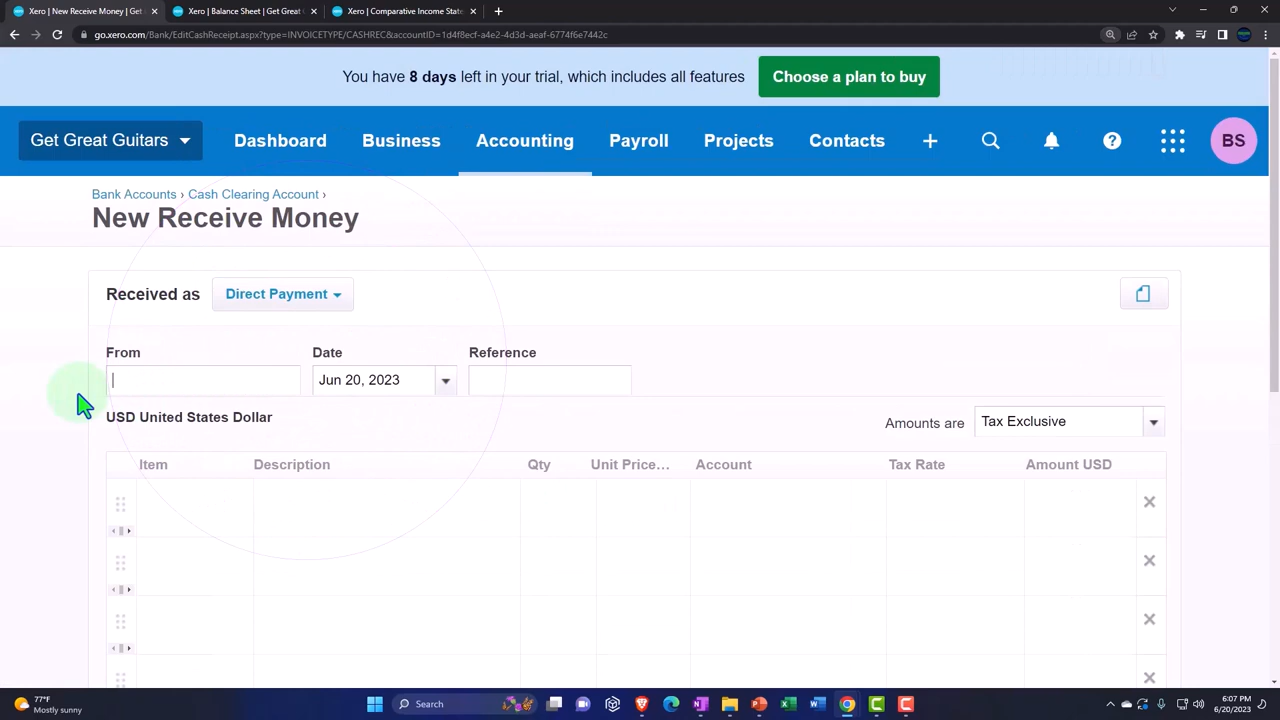 Xero | Monetary | New | Get
Xero | Balance Sheet | Get Great
Xero | Comparative Income State
go.xero.com/Bank/EditCashReceipt.aspx?type=INVOICETYPE/CASHREC&accountID=1d4f8ecf-a2e2-4d3d-aeaf-6774f6e7442c
You have 8 days left in your trial, which includes all features
Choose a plan to buy
Get Great Guitars
Dashboard
Business
Accounting
Payroll
Projects
Contacts
BS
Bank Accounts › Cash Clearing Account ›
New Receive Money
Received as
Direct Payment
From
Date
Reference
Jun 20, 2023
USD United States Dollar
Amounts are
Tax Exclusive
Item
Description
Qty
Unit Price...
Account
Tax Rate
Amount USD
77°F
Mostly sunny
Search
6:07 PM
6/20/2023